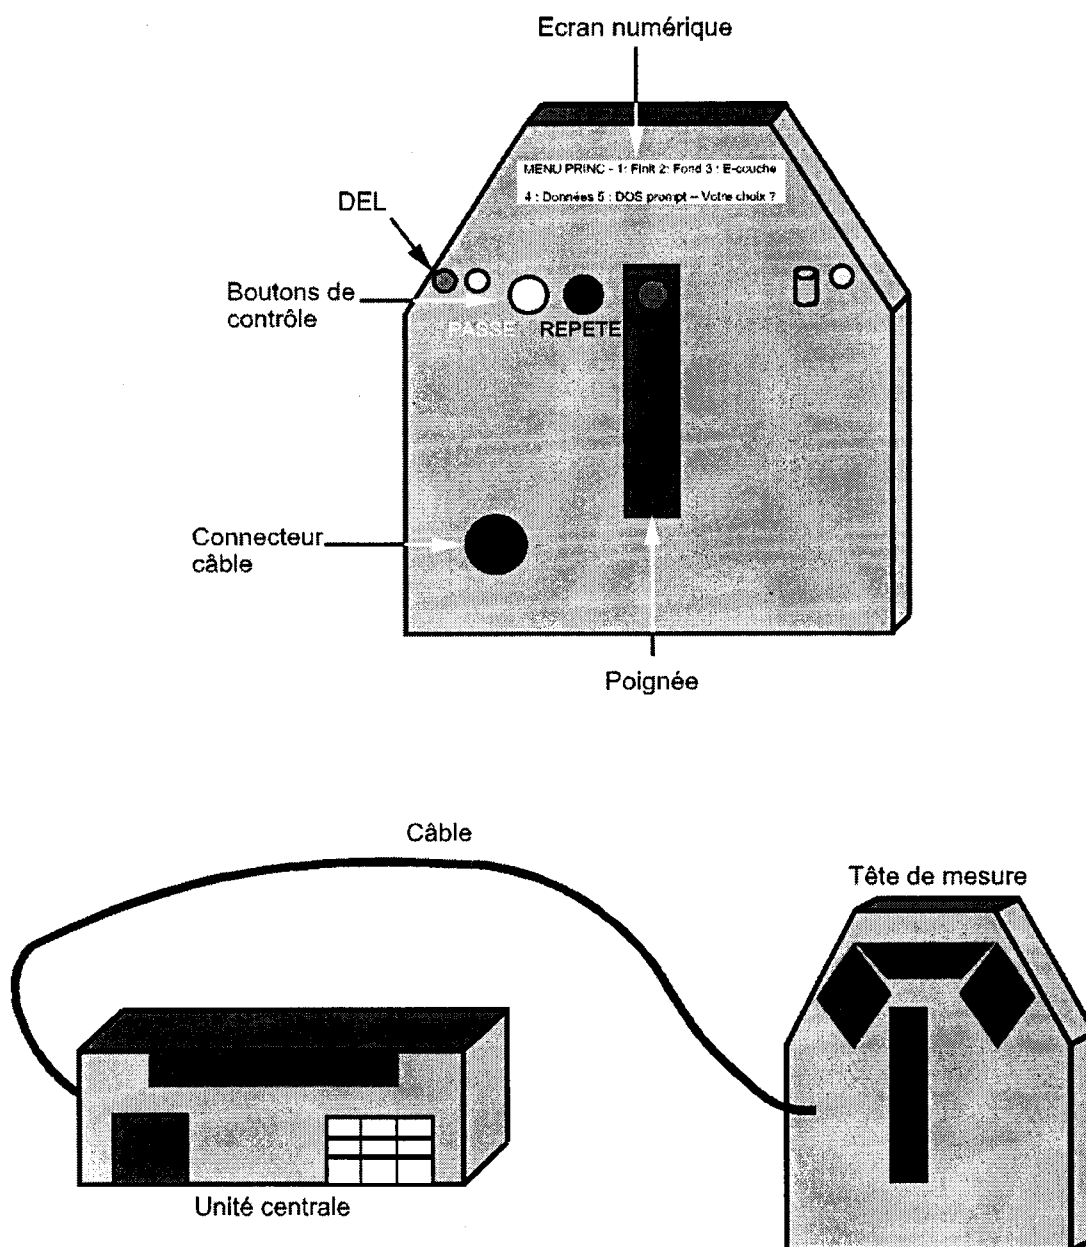 Ecran numérique
MENU PRINC - 1: Finit 2: Fond 3 : E-couche
4 : Données 5 : DOS prompt – Votre choix ?
DEL
Boutons de
contrôle
PASSE REPETE
Connecteur
câble
Poignée
Câble
Tête de mesure
Unité centrale